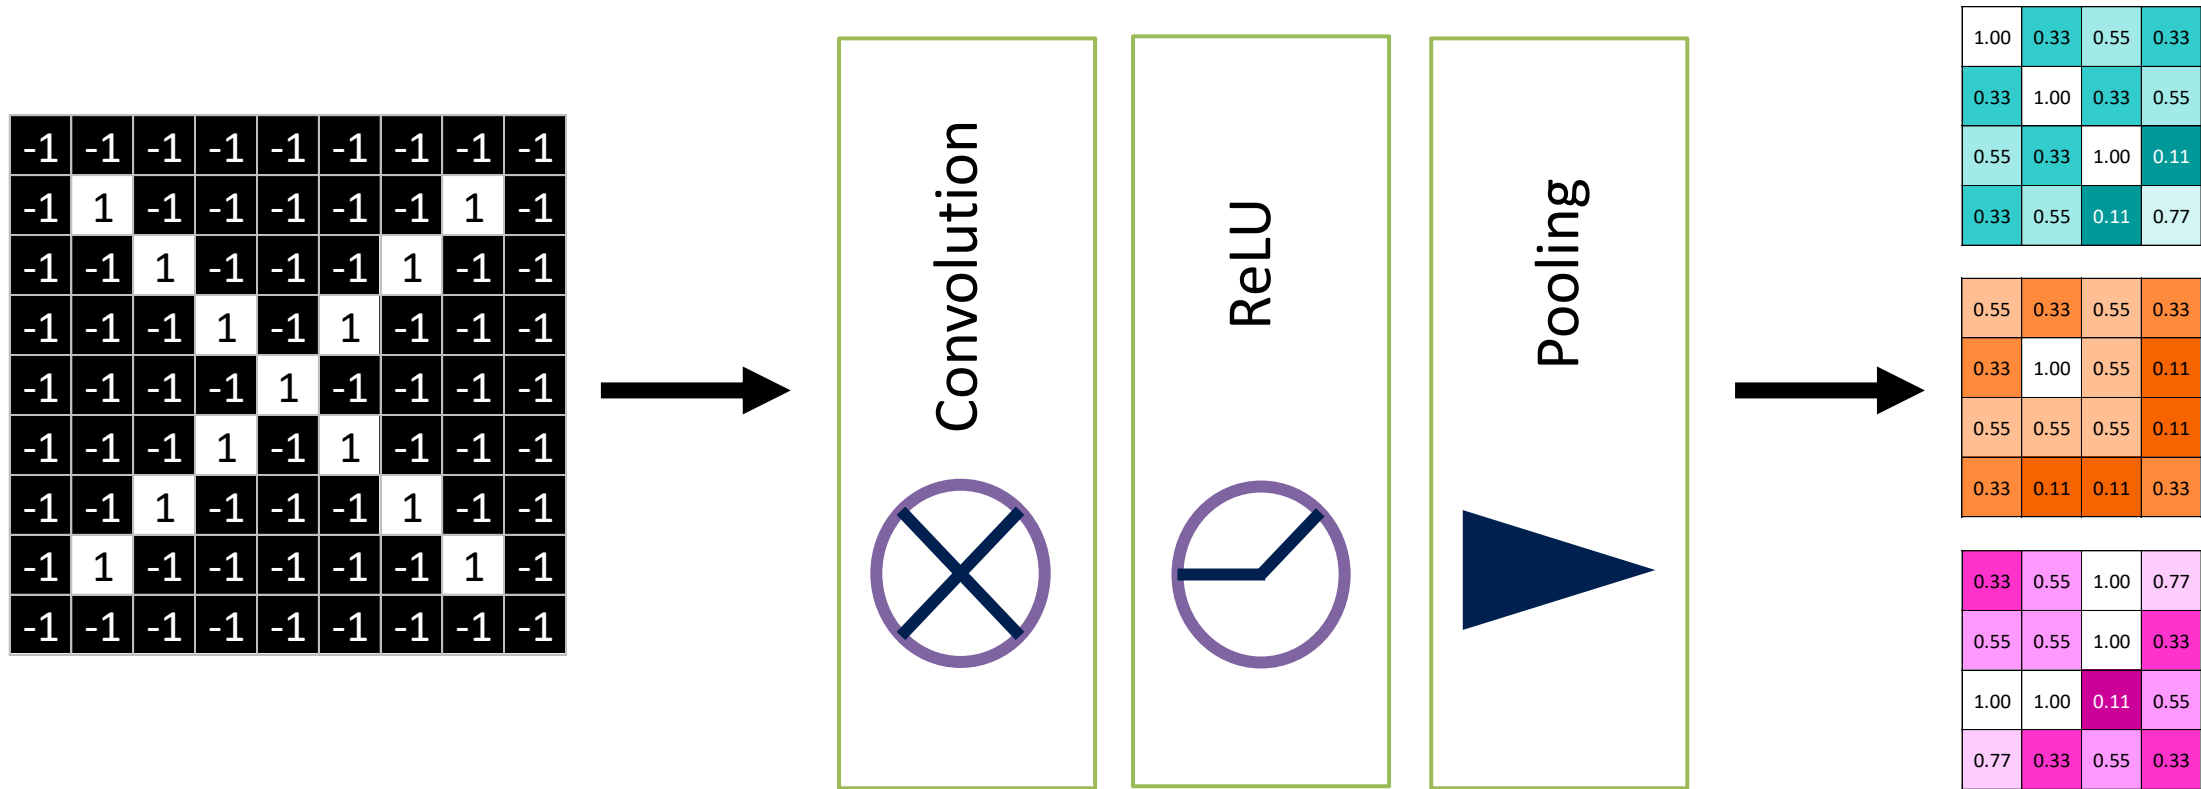 -1 -1 -1 -1 -1 -1 -1 -1 -1
-1 1 -1 -1 -1 -1 -1 1 -1
-1 -1 1 -1 -1 -1 1 -1 -1
-1 -1 -1 1 -1 1 -1 -1 -1
-1 -1 -1 -1 1 -1 -1 -1 -1
-1 -1 -1 1 -1 1 -1 -1 -1
-1 -1 1 -1 -1 -1 1 -1 -1
-1 1 -1 -1 -1 -1 -1 1 -1
-1 -1 -1 -1 -1 -1 -1 -1 -1
Convolution
ReLU
Pooling
1.00 0.33 0.55 0.33
0.33 1.00 0.33 0.55
0.55 0.33 1.00 0.11
0.33 0.55 0.11 0.77
0.55 0.33 0.55 0.33
0.33 1.00 0.55 0.11
0.55 0.55 0.55 0.11
0.33 0.11 0.11 0.33
0.33 0.55 1.00 0.77
0.55 0.55 1.00 0.33
1.00 1.00 0.11 0.55
0.77 0.33 0.55 0.33